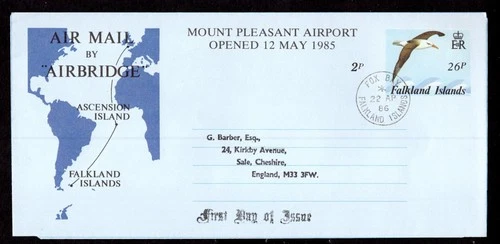 AIR MAIL
BY
"AIRBRIDGE"
ASCENSION
ISLAND
FALKLAND
ISLANDS
MOUNT PLEASANT AIRPORT
OPENED 12 MAY 1985
2P
E II R
26P
Falkland Islands
FOX BAY
22 AP
86
FALKLAND ISLANDS
G. Barber, Esq.,
24, Kirkby Avenue,
Sale, Cheshire,
England, M33 3FW.
First Day of Issue